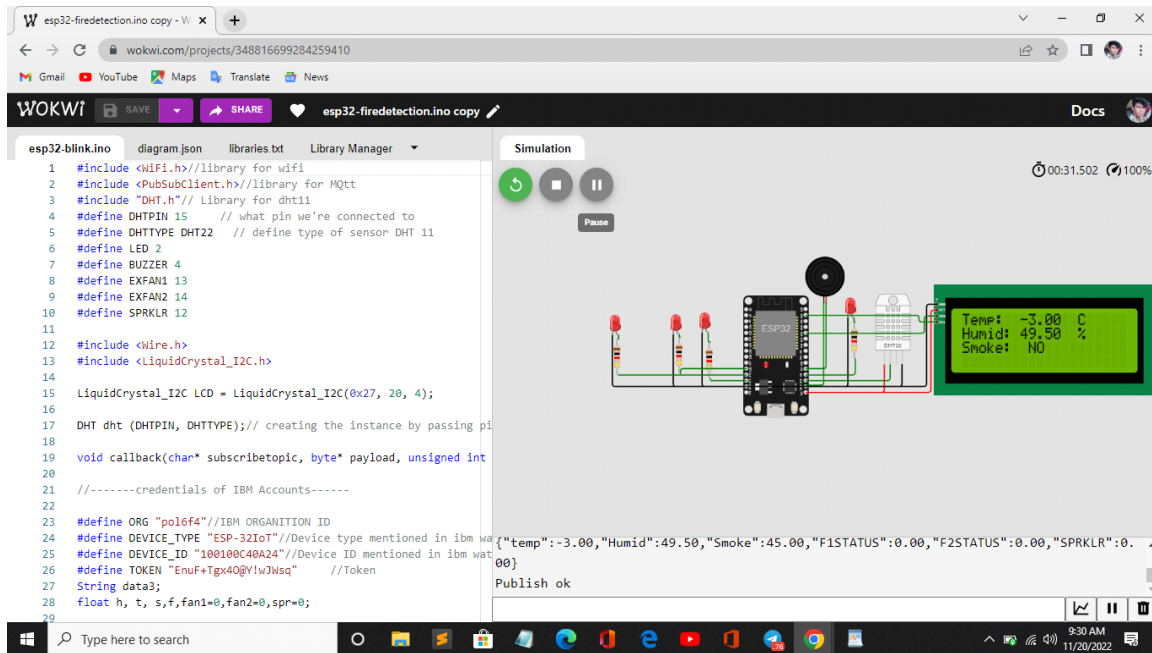 esp32-firedetection.ino copy - W
wokwi.com/projects/348816699284259410
Gmail YouTube Maps Translate News
WOKWI SAVE SHARE esp32-firedetection.ino copy Docs
esp32-blink.ino diagram.json libraries.txt Library Manager Simulation
00:31.502 100%
Pause
1 #include <WiFi.h>//library for wifi
2 #include <PubSubClient.h>//library for MQtt
3 #include "DHT.h"// Library for dht11
4 #define DHTPIN 15 // what pin we're connected to
5 #define DHTTYPE DHT22 // define type of sensor DHT 11
6 #define LED 2
7 #define BUZZER 4
8 #define EXFAN1 13
9 #define EXFAN2 14
10 #define SPRKLR 12
11
12 #include <Wire.h>
13 #include <LiquidCrystal_I2C.h>
14
15 LiquidCrystal_I2C LCD = LiquidCrystal_I2C(0x27, 20, 4);
16
17 DHT dht (DHTPIN, DHTTYPE);// creating the instance by passing pi
18
19 void callback(char* subscribetopic, byte* payload, unsigned int
20
21 //-------credentials of IBM Accounts------
22
23 #define ORG "pol6f4"//IBM ORGANITION ID
24 #define DEVICE_TYPE "ESP-32IoT"//Device type mentioned in ibm wa
25 #define DEVICE_ID "100100C40A24"//Device ID mentioned in ibm wat
26 #define TOKEN "EnuF+Tgx4O@Y!wJWsq" //Token
27 String data3;
28 float h, t, s,f,fan1=0,fan2=0,spr=0;
29
ESP32
DHT22
Temp: -3.00 C
Humid: 49.50 %
Smoke: NO
{"temp":-3.00,"Humid":49.50,"Smoke":45.00,"F1STATUS":0.00,"F2STATUS":0.00,"SPRKLR":0.
00}
Publish ok
Type here to search
76
9:30 AM
11/20/2022